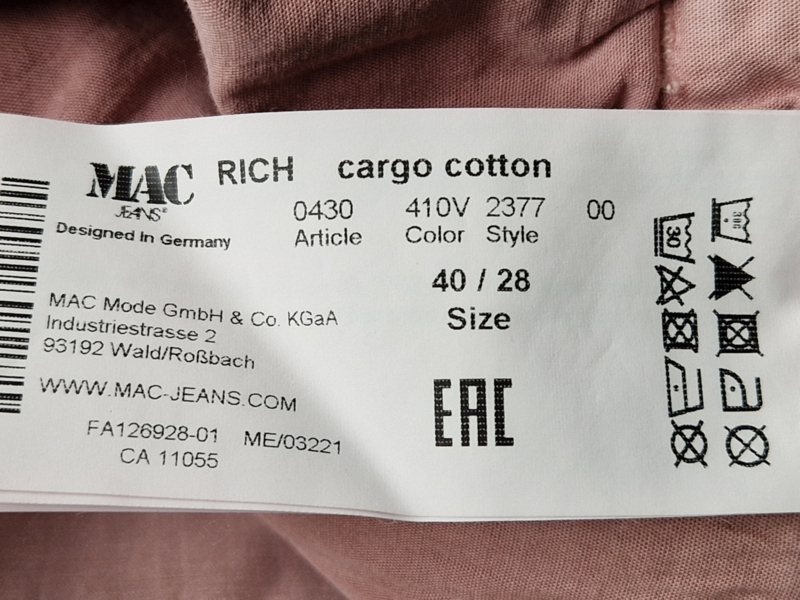 MAC RICH cargo cotton
JEANS®
Designed In Germany
0430 410V 2377 00
Article Color Style
40 / 28
Size
MAC Mode GmbH & Co. KGaA
Industriestrasse 2
93192 Wald/Roßbach
WWW.MAC-JEANS.COM
FA126928-01 ME/03221
CA 11055
EAC
30